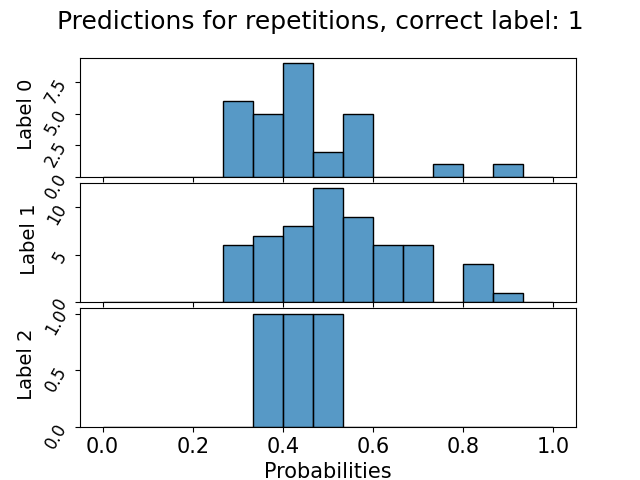 Predictions for repetitions, correct label: 1
Label 0
7.5
5.0
2.5
0.0
Label 1
10
5
0
Label 2
1.0
0.5
0.0
0.0 0.2 0.4 0.6 0.8 1.0
Probabilities